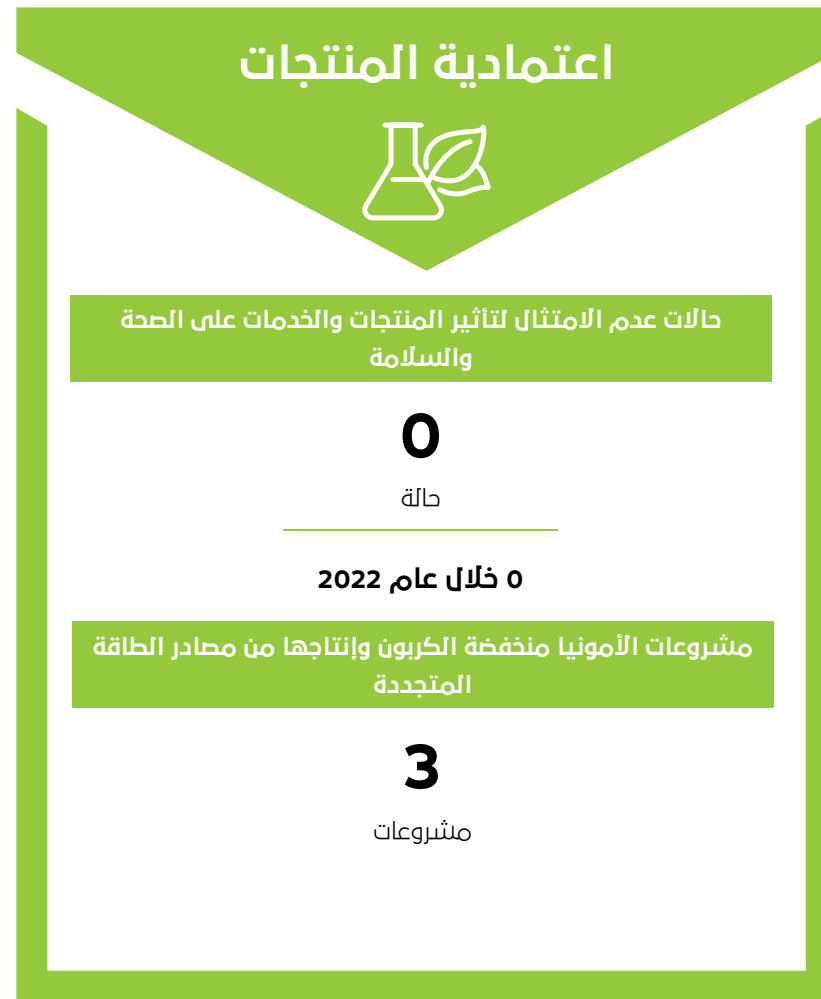 اعتمادية المنتجات
حالات عدم الامتثال لتأثير المنتجات والخدمات على الصحة
والسلامة
0
حالة
0 خلال عام 2022
مشروعات الأمونيا منخفضة الكربون وإنتاجها من مصادر الطاقة
المتجددة
3
مشروعات